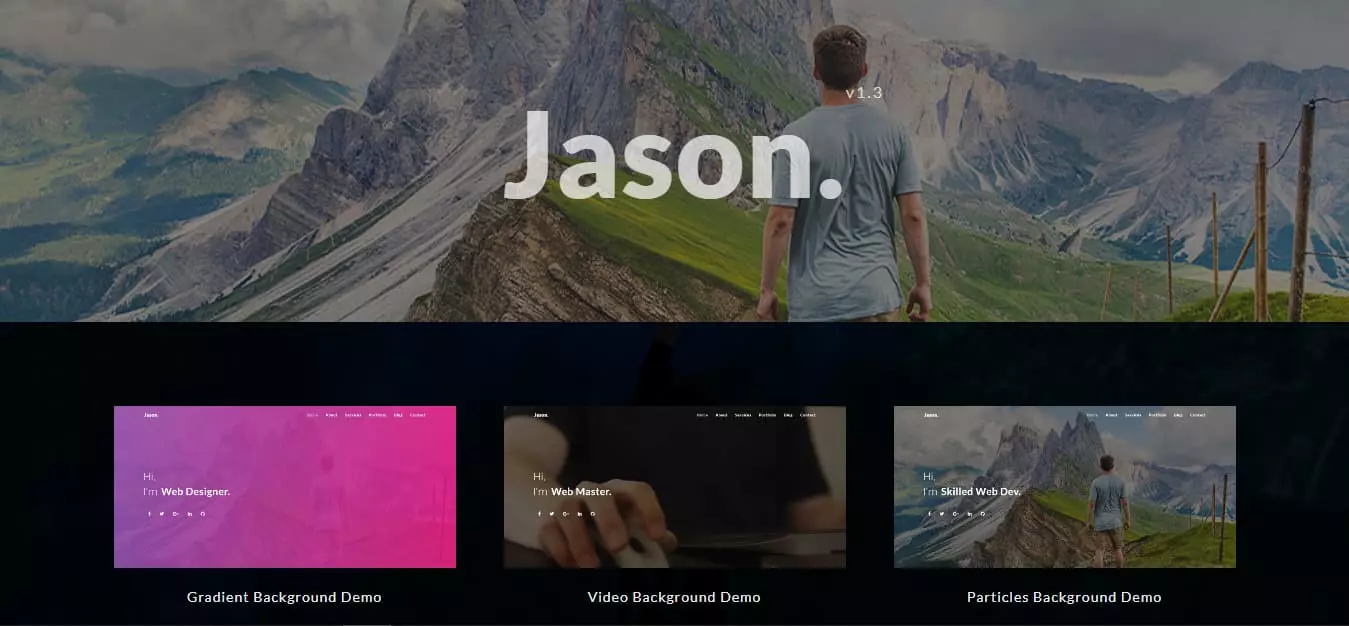 v1.3
Jason.
Jason.
Home About Services Portfolio Blog Contact
Hi,
I'm Web Designer.
Gradient Background Demo
Jason.
Home About Services Portfolio Blog Contact
Hi,
I'm Web Master.
Video Background Demo
Jason.
Home About Services Portfolio Blog Contact
Hi,
I'm Skilled Web Dev.
Particles Background Demo